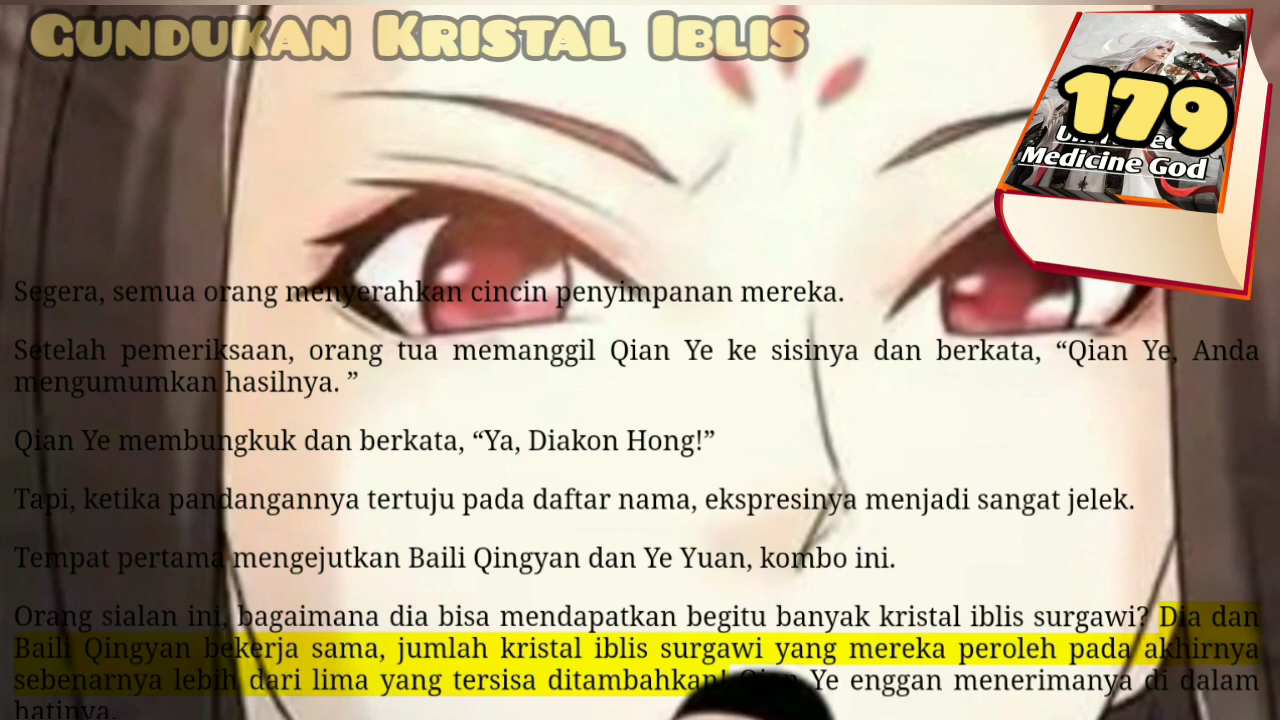 Gundukan Kristal Iblis
179
Medicine God
Segera, semua orang menyerahkan cincin penyimpanan mereka.
Setelah pemeriksaan, orang tua memanggil Qian Ye ke sisinya dan berkata, “Qian Ye, Anda
mengumumkan hasilnya. ”
Qian Ye membungkuk dan berkata, “Ya, Diakon Hong!”
Tapi, ketika pandangannya tertuju pada daftar nama, ekspresinya menjadi sangat jelek.
Tempat pertama mengejutkan Baili Qingyan dan Ye Yuan, kombo ini.
Orang sialan ini, bagaimana dia bisa mendapatkan begitu banyak kristal iblis surgawi? Dia dan
Baili Qingyan bekerja sama, jumlah kristal iblis surgawi yang mereka peroleh pada akhirnya
sebenarnya lebih dari lima yang tersisa ditambahkan! Qian Ye enggan menerimanya di dalam
hatinya.